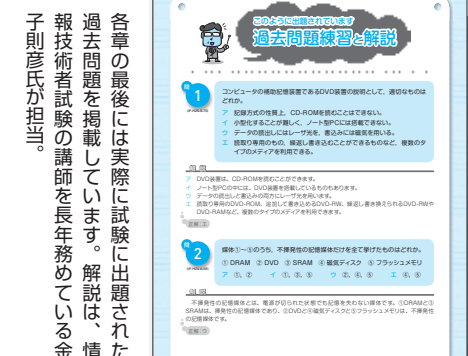 各章の最後には実際に試験に出題された
過去問題を掲載しています。解説は、情
報技術者試験の講師を長年務めている金
子則彦氏が担当。
このように出題されています
過去問題練習と解説
問
1
コンピュータの補助記憶装置であるDVD装置の説明として、適切なものは
どれか。
ア 記録方式の性質上、CD-ROMを読むことはできない。
イ 小型化することが難しく、ノート型PCには搭載できない。
ウ データの読出しにはレーザ光を、書込みには磁気を用いる。
エ 読取り専用のもの、繰返し書き込むことができるものなど、複数のタ
イプのメディアを利用できる。
ア DVD装置は、CD-ROMを読むことができます。
イ ノート型PCの中には、DVD装置を搭載しているものもあります。
ウ データの読出しと書込みの両方にレーザ光を用います。
エ 読取り専用のDVD-ROM、追加して書き込めるDVD-RW、繰返し書き換えられるDVD-RWや
DVD-RAMなど、複数のタイプのメディアを利用できます。
正解：エ
問
2
媒体①〜⑤のうち、不揮発性の記憶媒体だけを全て挙げたものはどれか。
① DRAM ② DVD ③ SRAM ④ 磁気ディスク ⑤ フラッシュメモリ
ア ①、② イ ①、③、⑤ ウ ②、④、⑤ エ ④、⑤
不揮発性の記憶媒体とは、電源が切られた状態でも記憶を失わない媒体です。①DRAMと③
SRAMは、揮発性の記憶媒体であり、②DVDと④磁気ディスクと⑤フラッシュメモリは、不揮発性
の記憶媒体です。
正解：ウ